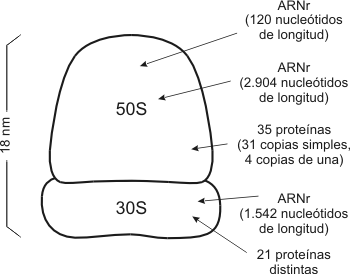 ARNr
(120 nucleótidos
de longitud)
ARNr
(2.904 nucleótidos
de longitud)
50S
18 nm
35 proteínas
(31 copias simples,
4 copias de una)
30S
ARNr
(1.542 nucleótidos
de longitud)
21 proteínas
distintas